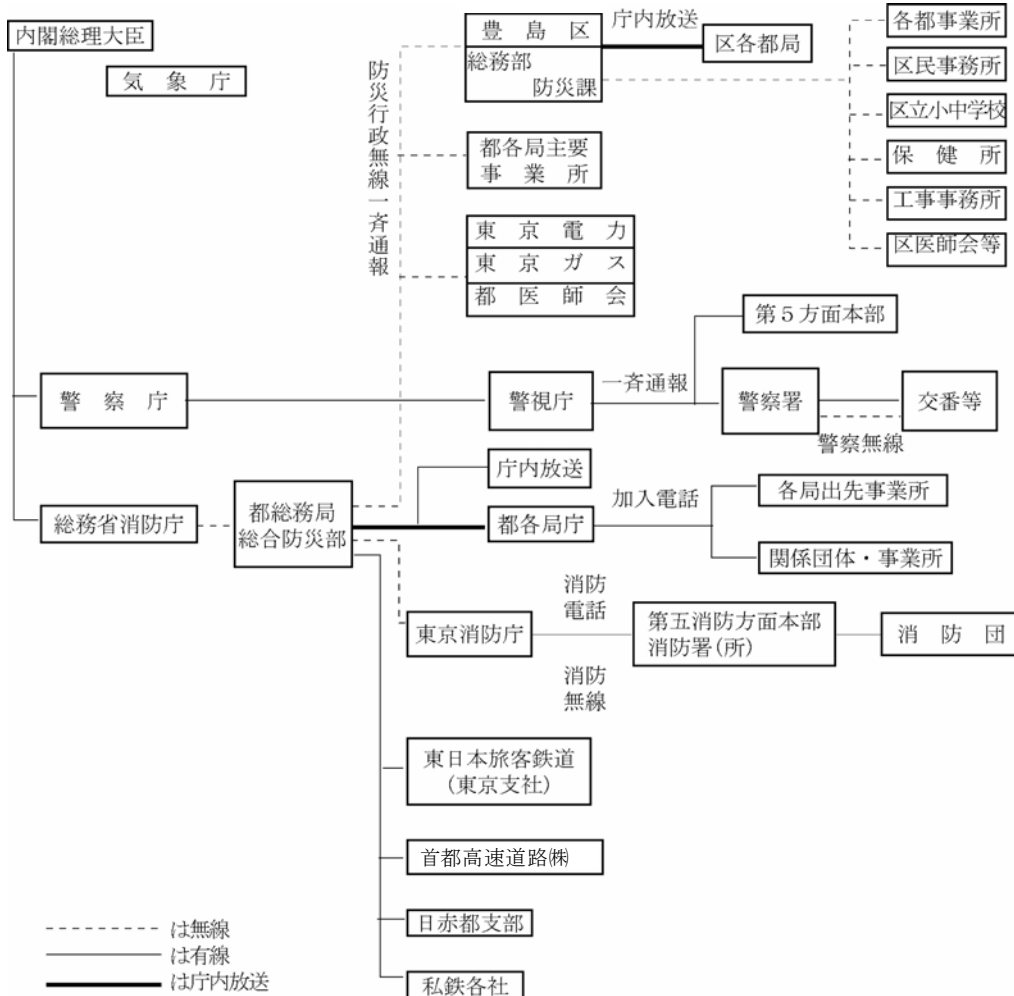 内閣総理大臣
気象庁
防災行政無線一斉通報
豊島区
総務部
防災課
庁内放送
区各都局
各都事業所
区民事務所
区立小中学校
保健所
工事事務所
区医師会等
都各局主要
事業所
東京電力
東京ガス
都医師会
第5方面本部
警察庁
警視庁
一斉通報
警察署
交番等
警察無線
庁内放送
総務省消防庁
都総務局
総合防災部
都各局庁
加入電話
各局出先事業所
関係団体・事業所
東京消防庁
消防
電話
消防
無線
第五消防方面本部
消防署(所)
消防団
東日本旅客鉄道
(東京支社)
首都高速道路㈱
日赤都支部
私鉄各社
は無線
は有線
は庁内放送